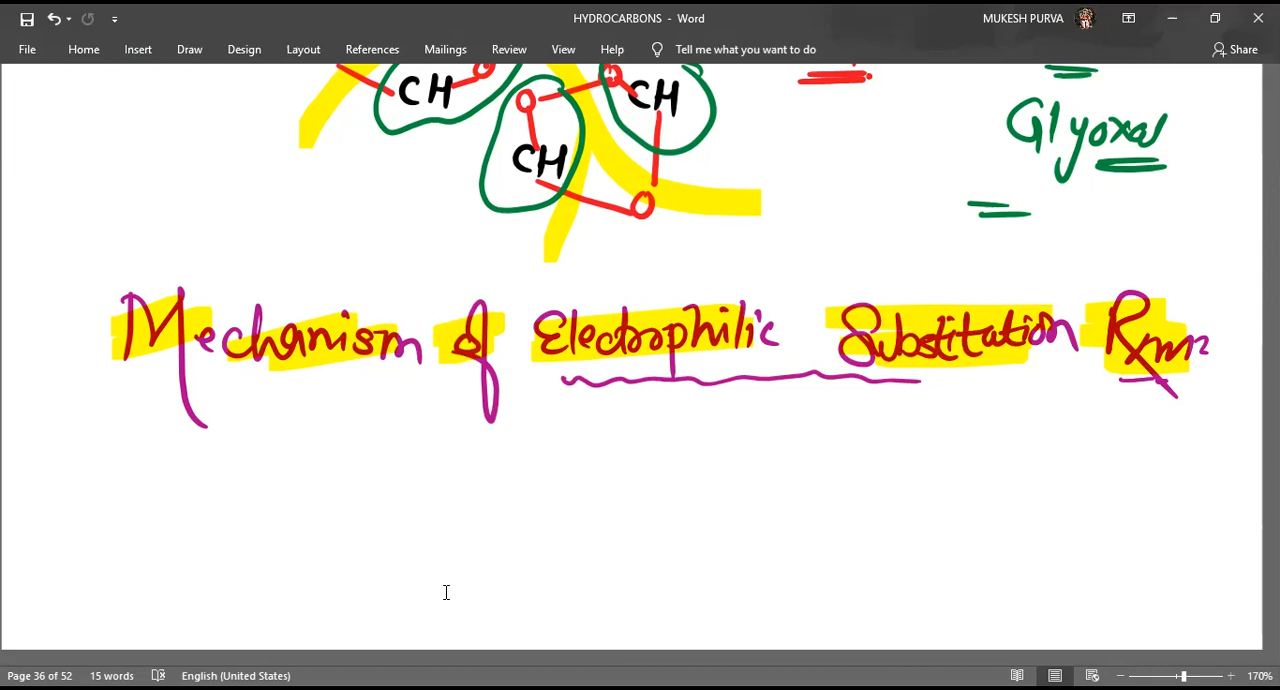 HYDROCARBONS - Word
MUKESH PURVA
File Home Insert Draw Design Layout References Mailings Review View Help Tell me what you want to do Share
CH O O CH
O
CH
O
Glyoxal
Mechanism of Electrophilic Substitution Rxn
Page 36 of 52 15 words English (United States) 170%